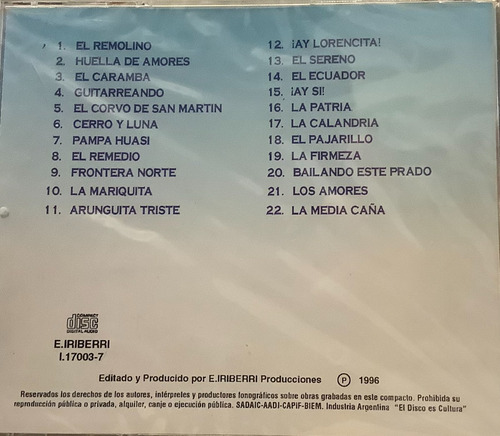 1. EL REMOLINO
2. HUELLA DE AMORES
3. EL CARAMBA
4. GUITARREANDO
5. EL CORVO DE SAN MARTIN
6. CERRO Y LUNA
7. PAMPA HUASI
8. EL REMEDIO
9. FRONTERA NORTE
10. LA MARIQUITA
11. ARUNGUITA TRISTE
12. ¡AY LORENCITA!
13. EL SERENO
14. EL ECUADOR
15. ¡AY SI!
16. LA PATRIA
17. LA CALANDRIA
18. EL PAJARILLO
19. LA FIRMEZA
20. BAILANDO ESTE PRADO
21. LOS AMORES
22. LA MEDIA CAÑA
COMPACT
disc
DIGITAL AUDIO
E.IRIBERRI
I.17003-7
Editado y Producido por E.IRIBERRI Producciones Ⓟ 1996
Reservados los derechos de los autores, intérpretes y productores fonográficos sobre obras grabadas en este compacto. Prohibida su
reproducción pública o privada, alquiler, canje o ejecución pública. SADAIC-AADI-CAPIF-BIEM. Industria Argentina "El Disco es Cultura"